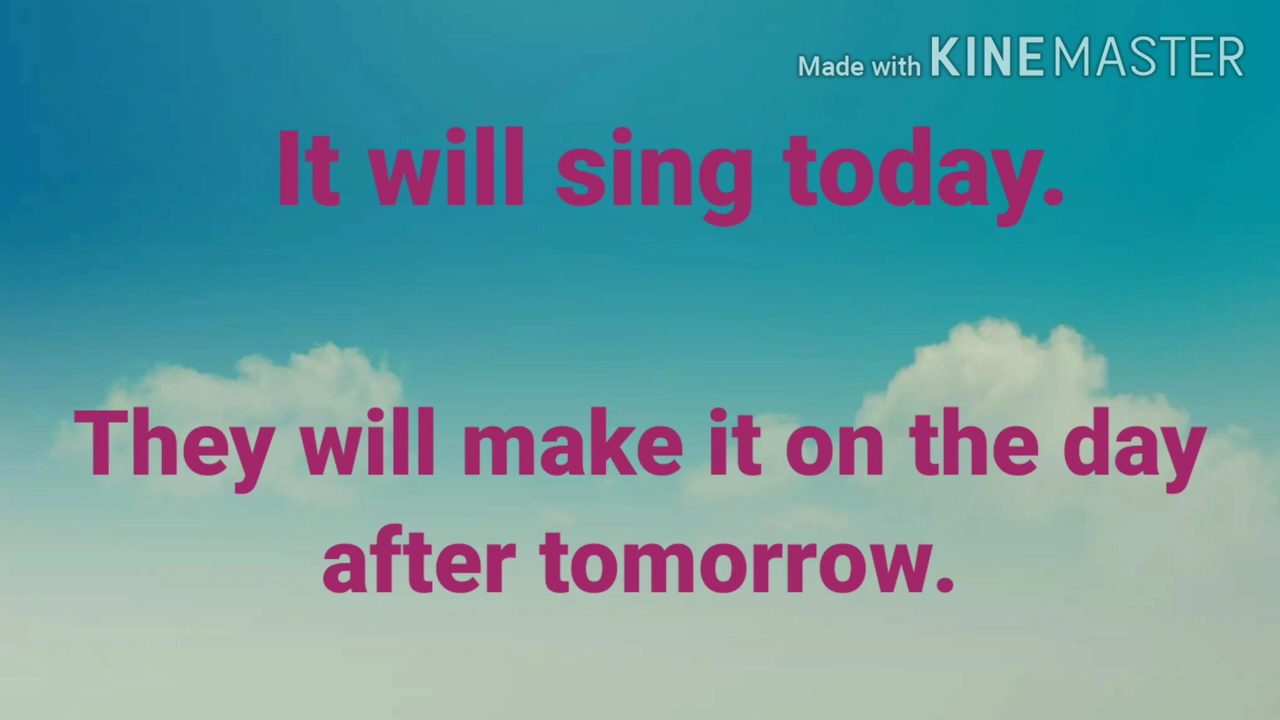 Made with KINEMASTER
It will sing today.
They will make it on the day
after tomorrow.